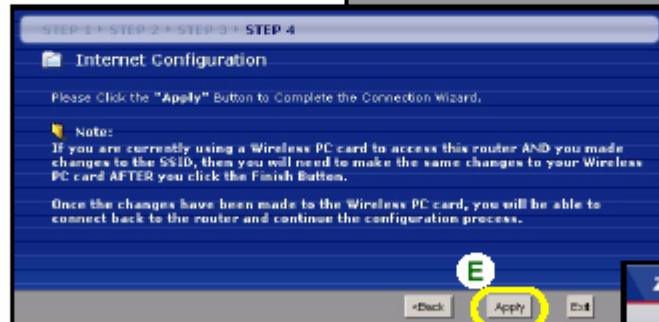 STEP 1 • STEP 2 • STEP 3 • STEP 4
Internet Configuration
Please Click the "Apply" Button to Complete the Connection Wizard.
Note:
If you are currently using a Wireless PC card to access this router AND you made
changes to the SSID, then you will need to make the same changes to your Wireless
PC card AFTER you click the Finish Button.
Once the changes have been made to the Wireless PC card, you will be able to
connect back to the router and continue the configuration process.
E
<Back Apply Exit